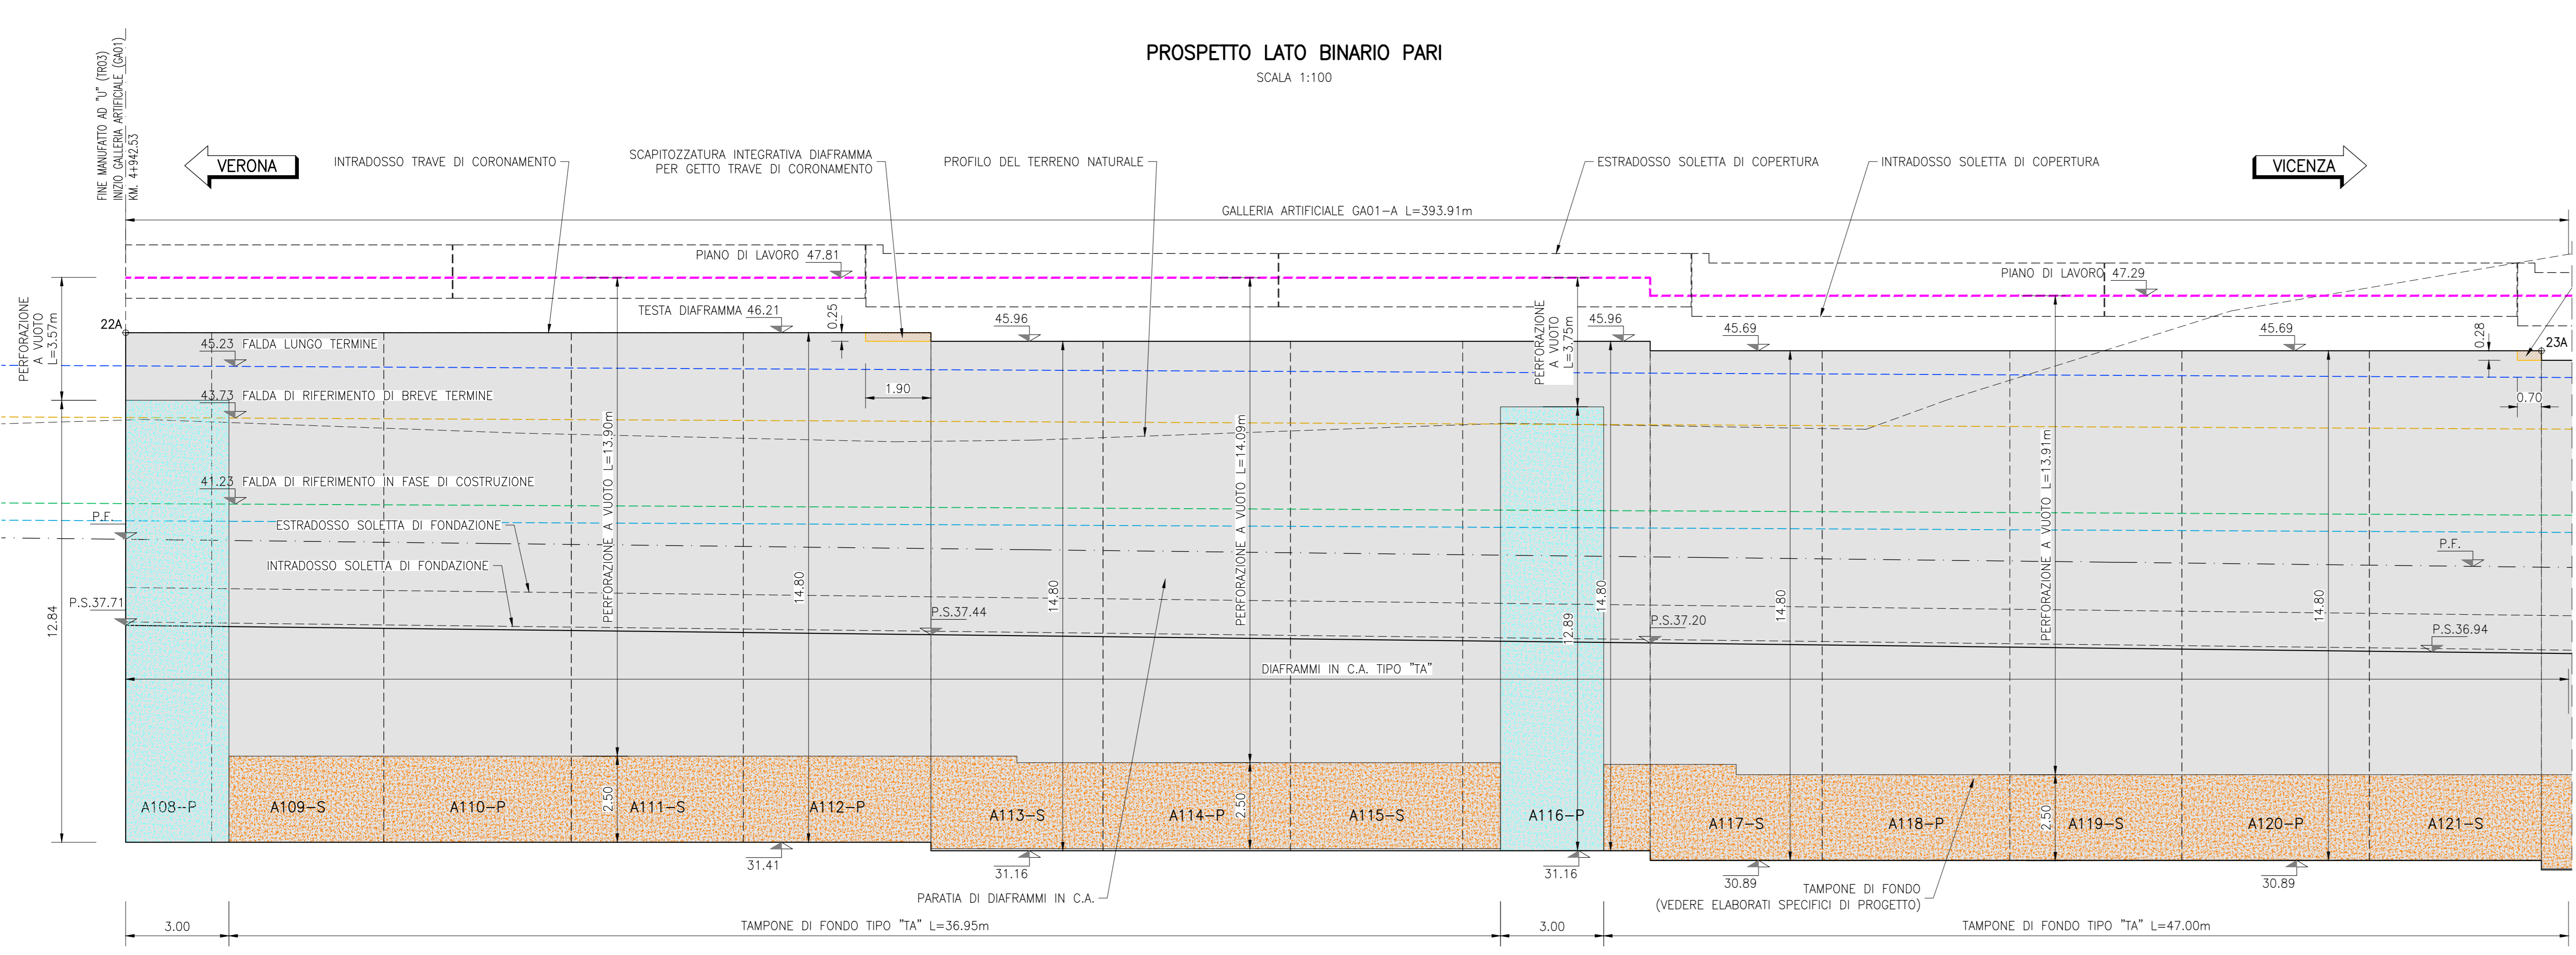 PROSPETTO LATO BINARIO PARI
SCALA 1:100
FINE MANUFATTO AD "U" (TR03)
INIZIO GALLERIA ARTIFICIALE (GA01)
KM. 4+942.53
VERONA
INTRADOSSO TRAVE DI CORONAMENTO
SCAPITOZZATURA INTEGRATIVA DIAFRAMMA
PER GETTO TRAVE DI CORONAMENTO
PROFILO DEL TERRENO NATURALE
ESTRADOSSO SOLETTA DI COPERTURA
INTRADOSSO SOLETTA DI COPERTURA
VICENZA
GALLERIA ARTIFICIALE GA01-A L=393.91m
PIANO DI LAVORO 47.81
PIANO DI LAVORO 47.29
PERFORAZIONE
A VUOTO
L=3.57m
22A
TESTA DIAFRAMMA 46.21
0.25
45.96
PERFORAZIONE
A VUOTO
L=3.75m
45.96
45.69
45.69
0.28
23A
45.23 FALDA LUNGO TERMINE
43.73 FALDA DI RIFERIMENTO DI BREVE TERMINE
1.90
0.70
41.23 FALDA DI RIFERIMENTO IN FASE DI COSTRUZIONE
PERFORAZIONE A VUOTO L=13.90m
PERFORAZIONE A VUOTO L=14.09m
PERFORAZIONE A VUOTO L=13.91m
P.F.
P.F.
ESTRADOSSO SOLETTA DI FONDAZIONE
INTRADOSSO SOLETTA DI FONDAZIONE
P.S.37.71
P.S.37.44
P.S.37.20
P.S.36.94
12.84
14.80
14.80
12.89
14.80
14.80
14.80
DIAFRAMMI IN C.A. TIPO "TA"
2.50
2.50
2.50
A108-P
A109-S
A110-P
A111-S
A112-P
A113-S
A114-P
A115-S
A116-P
A117-S
A118-P
A119-S
A120-P
A121-S
31.41
31.16
31.16
30.89
30.89
PARATIA DI DIAFRAMMI IN C.A.
TAMPONE DI FONDO
(VEDERE ELABORATI SPECIFICI DI PROGETTO)
3.00
TAMPONE DI FONDO TIPO "TA" L=36.95m
3.00
TAMPONE DI FONDO TIPO "TA" L=47.00m